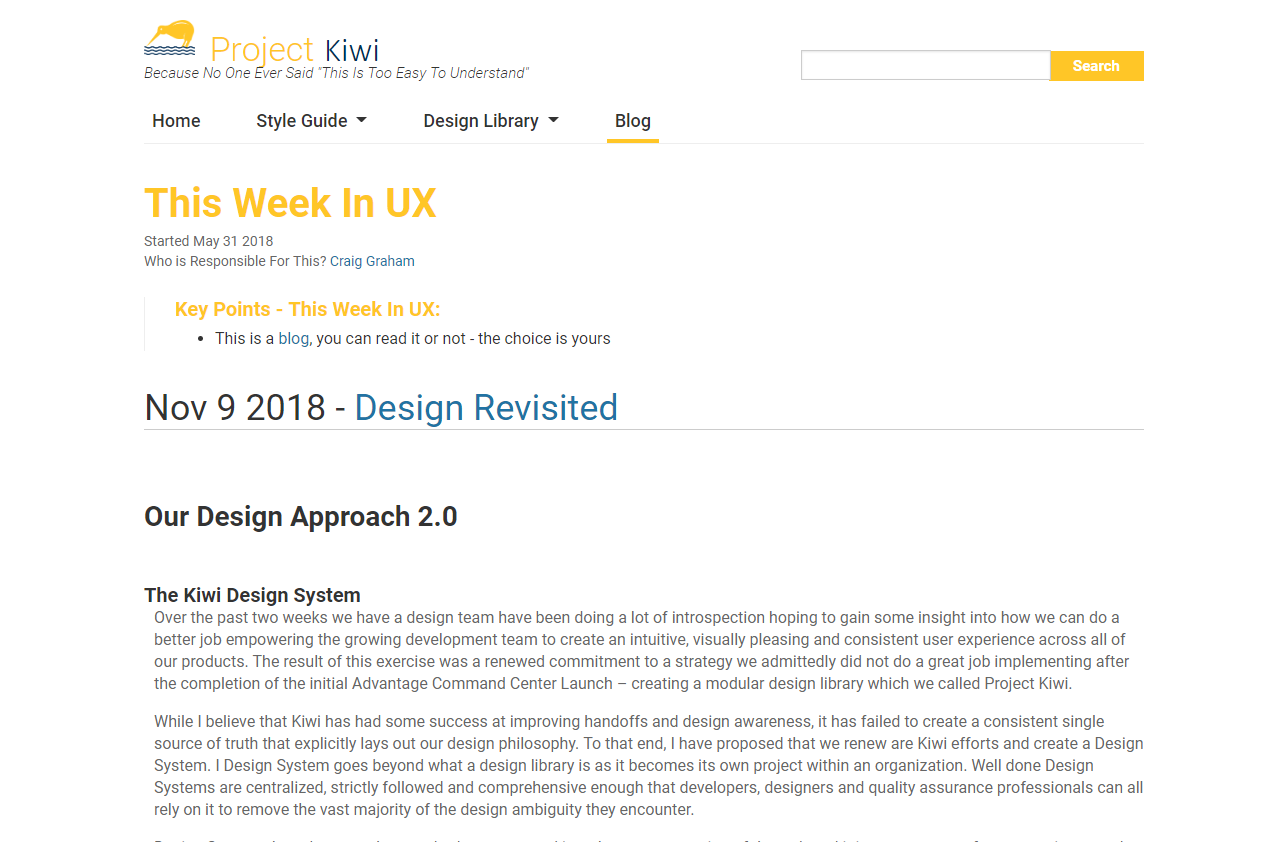 Project Kiwi
Because No One Ever Said "This Is Too Easy To Understand"
Search
Home Style Guide Design Library Blog
This Week In UX
Started May 31 2018
Who is Responsible For This? Craig Graham
Key Points - This Week In UX:
• This is a blog, you can read it or not - the choice is yours
Nov 9 2018 - Design Revisited
Our Design Approach 2.0
The Kiwi Design System
Over the past two weeks we have a design team have been doing a lot of introspection hoping to gain some insight into how we can do a
better job empowering the growing development team to create an intuitive, visually pleasing and consistent user experience across all of
our products. The result of this exercise was a renewed commitment to a strategy we admittedly did not do a great job implementing after
the completion of the initial Advantage Command Center Launch – creating a modular design library which we called Project Kiwi.
While I believe that Kiwi has had some success at improving handoffs and design awareness, it has failed to create a consistent single
source of truth that explicitly lays out our design philosophy. To that end, I have proposed that we renew are Kiwi efforts and create a Design
System. I Design System goes beyond what a design library is as it becomes its own project within an organization. Well done Design
Systems are centralized, strictly followed and comprehensive enough that developers, designers and quality assurance professionals can all
rely on it to remove the vast majority of the design ambiguity they encounter.